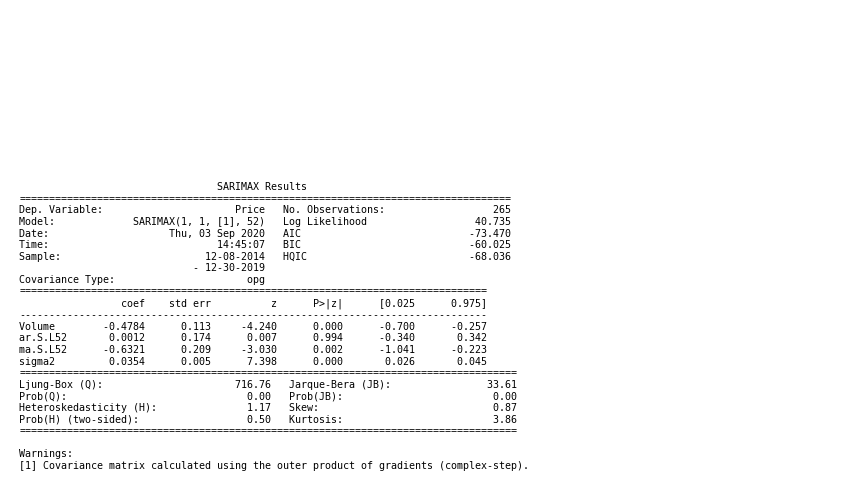 SARIMAX Results
==================================================================================
Dep. Variable:                      Price   No. Observations:                  265
Model:             SARIMAX(1, 1, [1], 52)   Log Likelihood                  40.735
Date:                    Thu, 03 Sep 2020   AIC                            -73.470
Time:                            14:45:07   BIC                            -60.025
Sample:                        12-08-2014   HQIC                           -68.036
                             - 12-30-2019
Covariance Type:                      opg
==============================================================================
                 coef    std err          z      P>|z|      [0.025      0.975]
------------------------------------------------------------------------------
Volume        -0.4784      0.113     -4.240      0.000      -0.700      -0.257
ar.S.L52       0.0012      0.174      0.007      0.994      -0.340       0.342
ma.S.L52      -0.6321      0.209     -3.030      0.002      -1.041      -0.223
sigma2         0.0354      0.005      7.398      0.000       0.026       0.045
===================================================================================
Ljung-Box (Q):                      716.76   Jarque-Bera (JB):                33.61
Prob(Q):                              0.00   Prob(JB):                         0.00
Heteroskedasticity (H):               1.17   Skew:                             0.87
Prob(H) (two-sided):                  0.50   Kurtosis:                         3.86
===================================================================================
Warnings:
[1] Covariance matrix calculated using the outer product of gradients (complex-step).